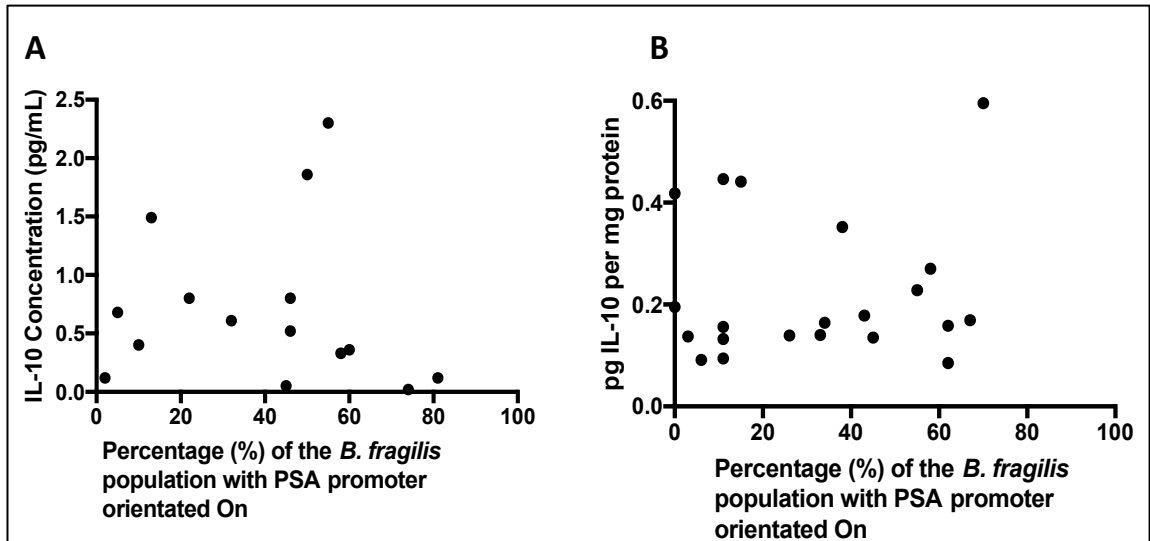 A
IL-10 Concentration (pg/mL)
2.5
2.0
1.5
1.0
0.5
0.0
0 20 40 60 80 100
Percentage (%) of the B. fragilis
population with PSA promoter
orientated On
B
pg IL-10 per mg protein
0.6
0.4
0.2
0.0
0 20 40 60 80 100
Percentage (%) of the B. fragilis
population with PSA promoter
orientated On